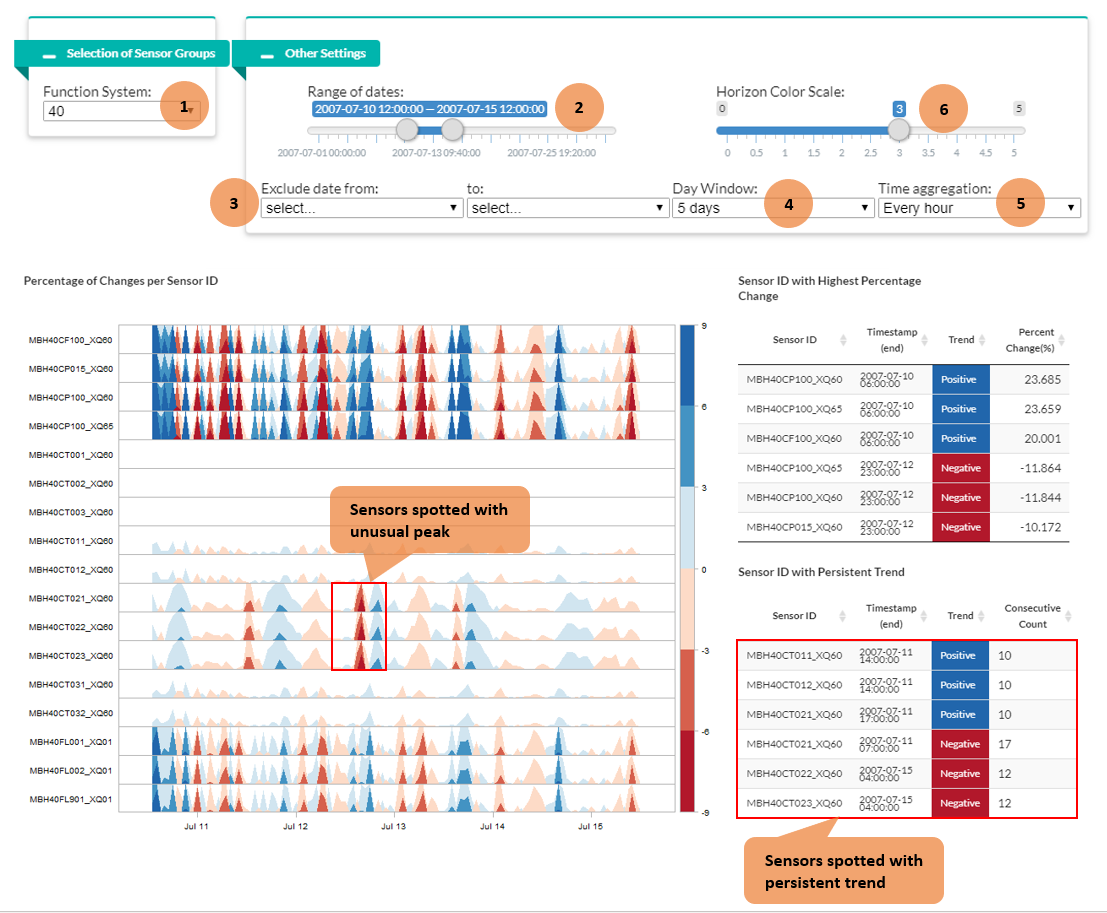 Selection of Sensor Groups
Other Settings
Function System:
40
1
Range of dates:
2007-07-10 12:00:00 — 2007-07-15 12:00:00
2
2007-07-01 00:00:00
2007-07-13 09:40:00
2007-07-25 19:20:00
Horizon Color Scale:
0
3
5
6
0 0.5 1 1.5 2 2.5 3 3.5 4 4.5 5
3
Exclude date from:
select...
to:
select...
Day Window:
5 days
4
Time aggregation:
Every hour
5
Percentage of Changes per Sensor ID
MBH40CF100_XQ60
MBH40CP015_XQ60
MBH40CP100_XQ60
MBH40CP100_XQ65
MBH40CT001_XQ60
MBH40CT002_XQ60
MBH40CT003_XQ60
MBH40CT011_XQ60
MBH40CT012_XQ60
MBH40CT021_XQ60
MBH40CT022_XQ60
MBH40CT023_XQ60
MBH40CT031_XQ60
MBH40CT032_XQ60
MBH40FL001_XQ01
MBH40FL002_XQ01
MBH40FL901_XQ01
Jul 11 Jul 12 Jul 13 Jul 14 Jul 15
9
6
3
0
-3
-6
-9
Sensors spotted with
unusual peak
Sensor ID with Highest Percentage
Change
Sensor ID Timestamp (end) Trend Percent Change(%)
MBH40CP100_XQ60 2007-07-10 06:00:00 Positive 23.685
MBH40CP100_XQ65 2007-07-10 06:00:00 Positive 23.659
MBH40CF100_XQ60 2007-07-10 06:00:00 Positive 20.001
MBH40CP100_XQ65 2007-07-12 23:00:00 Negative -11.864
MBH40CP100_XQ60 2007-07-12 23:00:00 Negative -11.844
MBH40CP015_XQ60 2007-07-12 23:00:00 Negative -10.172
Sensor ID with Persistent Trend
Sensor ID Timestamp (end) Trend Consecutive Count
MBH40CT011_XQ60 2007-07-11 14:00:00 Positive 10
MBH40CT012_XQ60 2007-07-11 14:00:00 Positive 10
MBH40CT021_XQ60 2007-07-11 17:00:00 Positive 10
MBH40CT021_XQ60 2007-07-11 07:00:00 Negative 17
MBH40CT022_XQ60 2007-07-15 04:00:00 Negative 12
MBH40CT023_XQ60 2007-07-15 04:00:00 Negative 12
Sensors spotted with
persistent trend